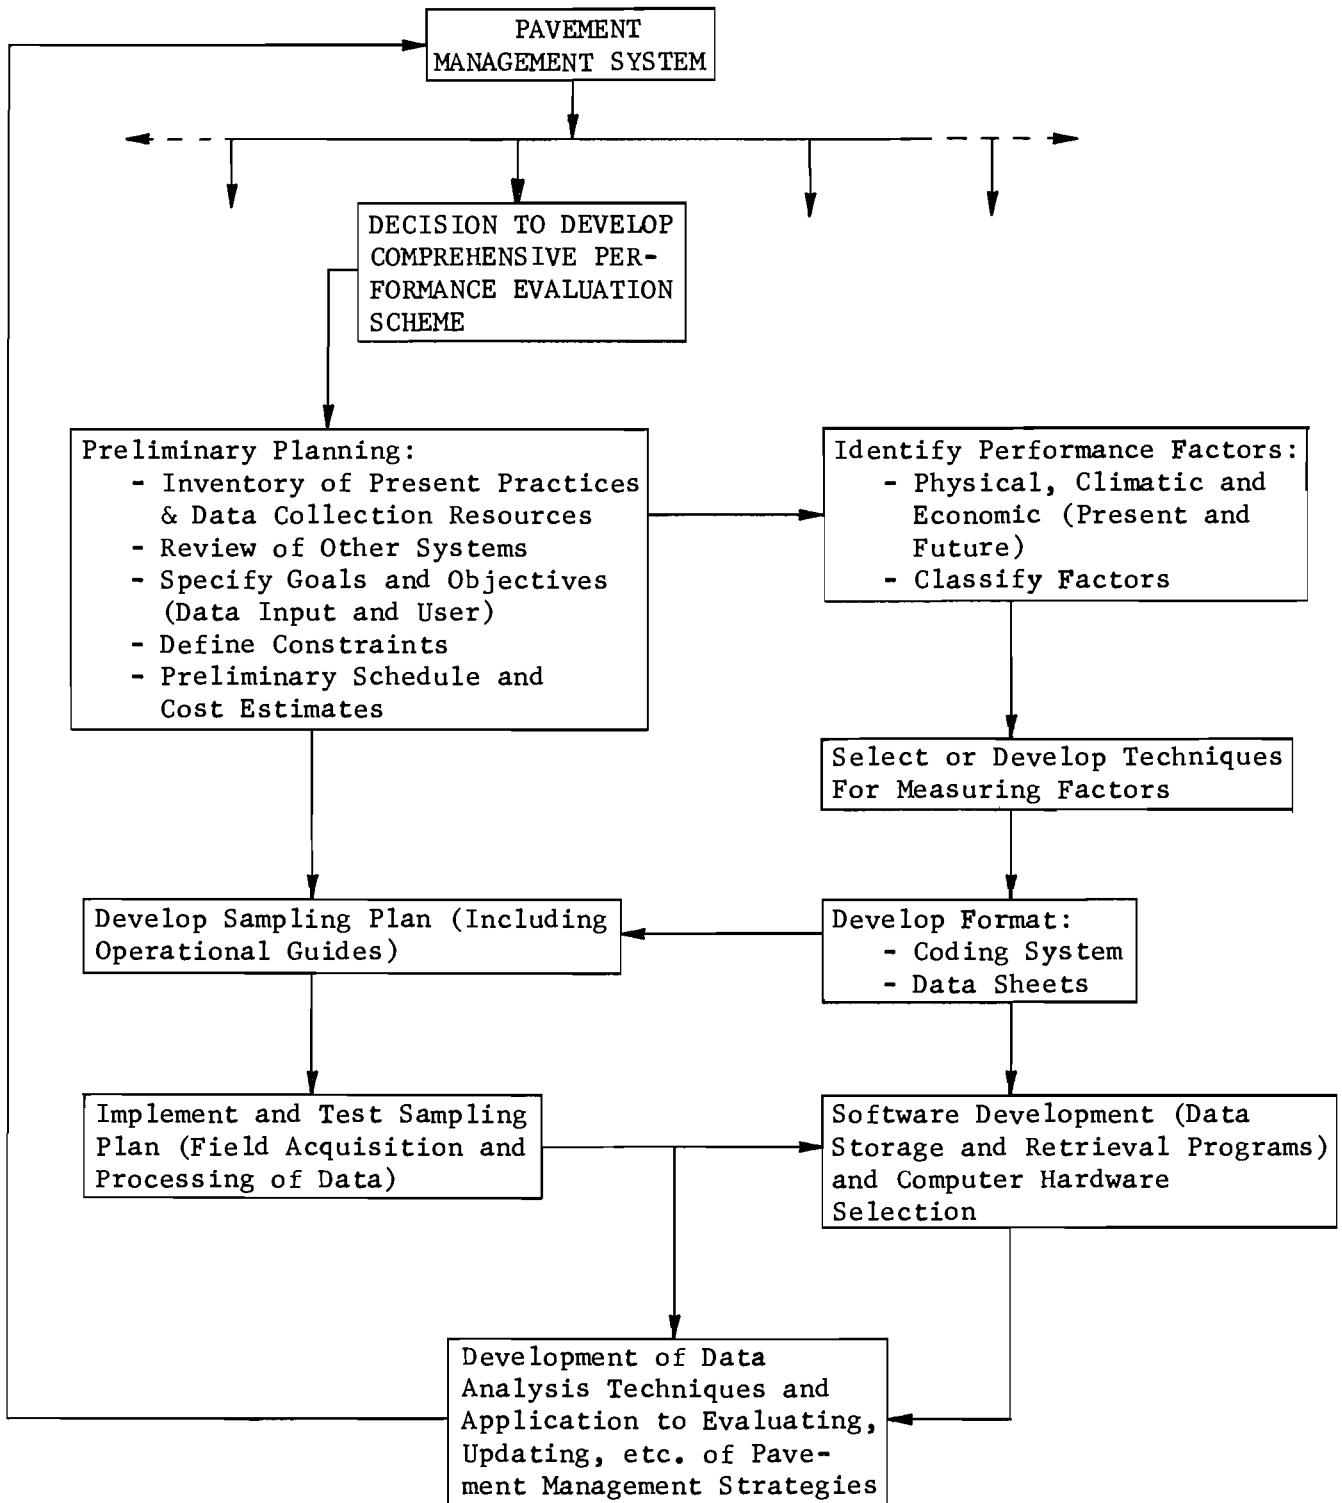 PAVEMENT
MANAGEMENT SYSTEM
DECISION TO DEVELOP
COMPREHENSIVE PER-
FORMANCE EVALUATION
SCHEME
Preliminary Planning:
- Inventory of Present Practices
& Data Collection Resources
- Review of Other Systems
- Specify Goals and Objectives
(Data Input and User)
- Define Constraints
- Preliminary Schedule and
Cost Estimates
Identify Performance Factors:
- Physical, Climatic and
Economic (Present and
Future)
- Classify Factors
Select or Develop Techniques
For Measuring Factors
Develop Sampling Plan (Including
Operational Guides)
Develop Format:
- Coding System
- Data Sheets
Implement and Test Sampling
Plan (Field Acquisition and
Processing of Data)
Software Development (Data
Storage and Retrieval Programs)
and Computer Hardware
Selection
Development of Data
Analysis Techniques and
Application to Evaluating,
Updating, etc. of Pave-
ment Management Strategies